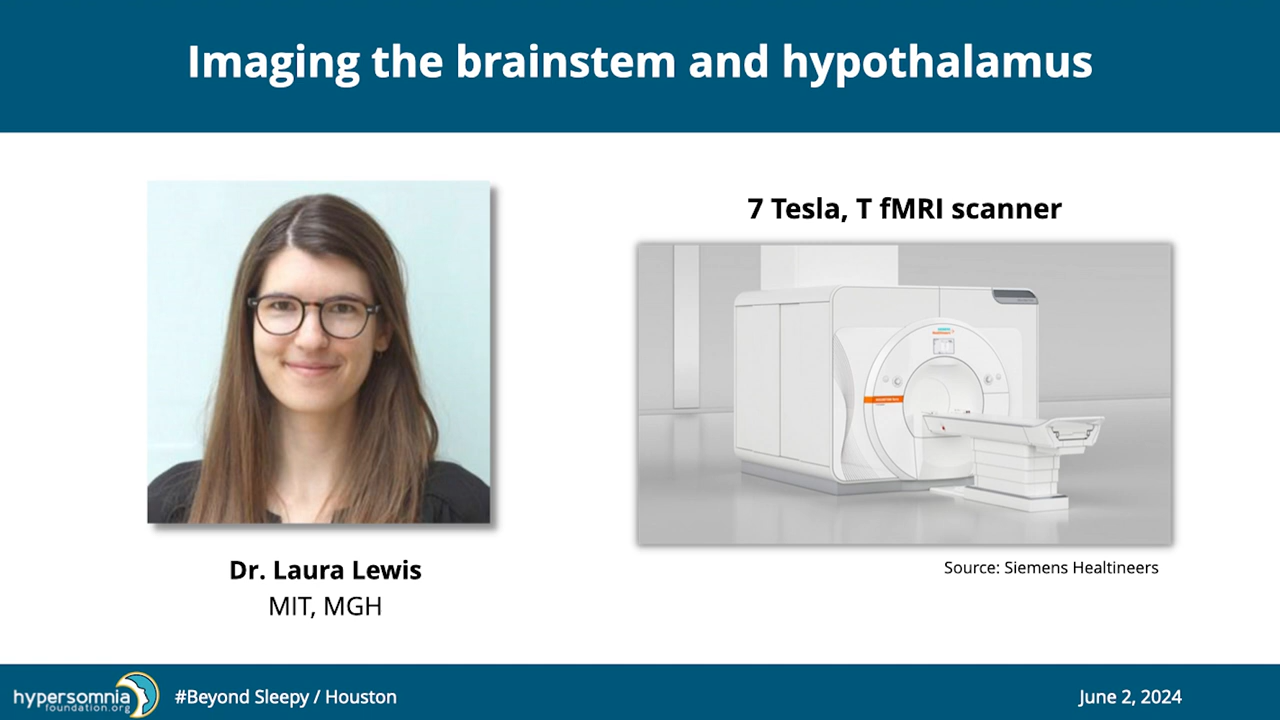 Imaging the brainstem and hypothalamus
7 Tesla, T fMRI scanner
Dr. Laura Lewis
MIT, MGH
Source: Siemens Healtineers
hypersomnia
foundation.org
#Beyond Sleepy / Houston
June 2, 2024